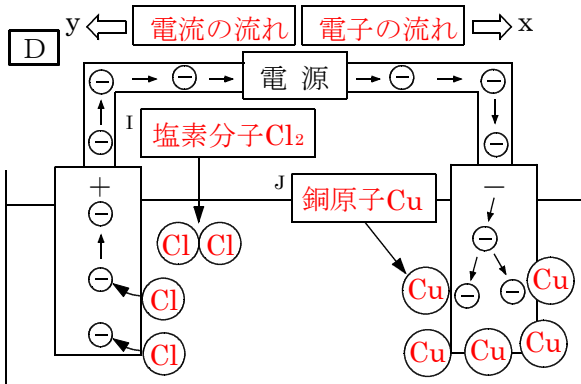 y 電流の流れ 電子の流れ x
D
⊖ ⊖ 電源 ⊖ ⊖
I
塩素分子Cl₂
⊖ ⊖
J
+ 銅原子Cu −
⊖
Cl Cl ⊖
⊖ Cl Cu ⊖ ⊖ Cu
⊖ Cl Cu Cu Cu